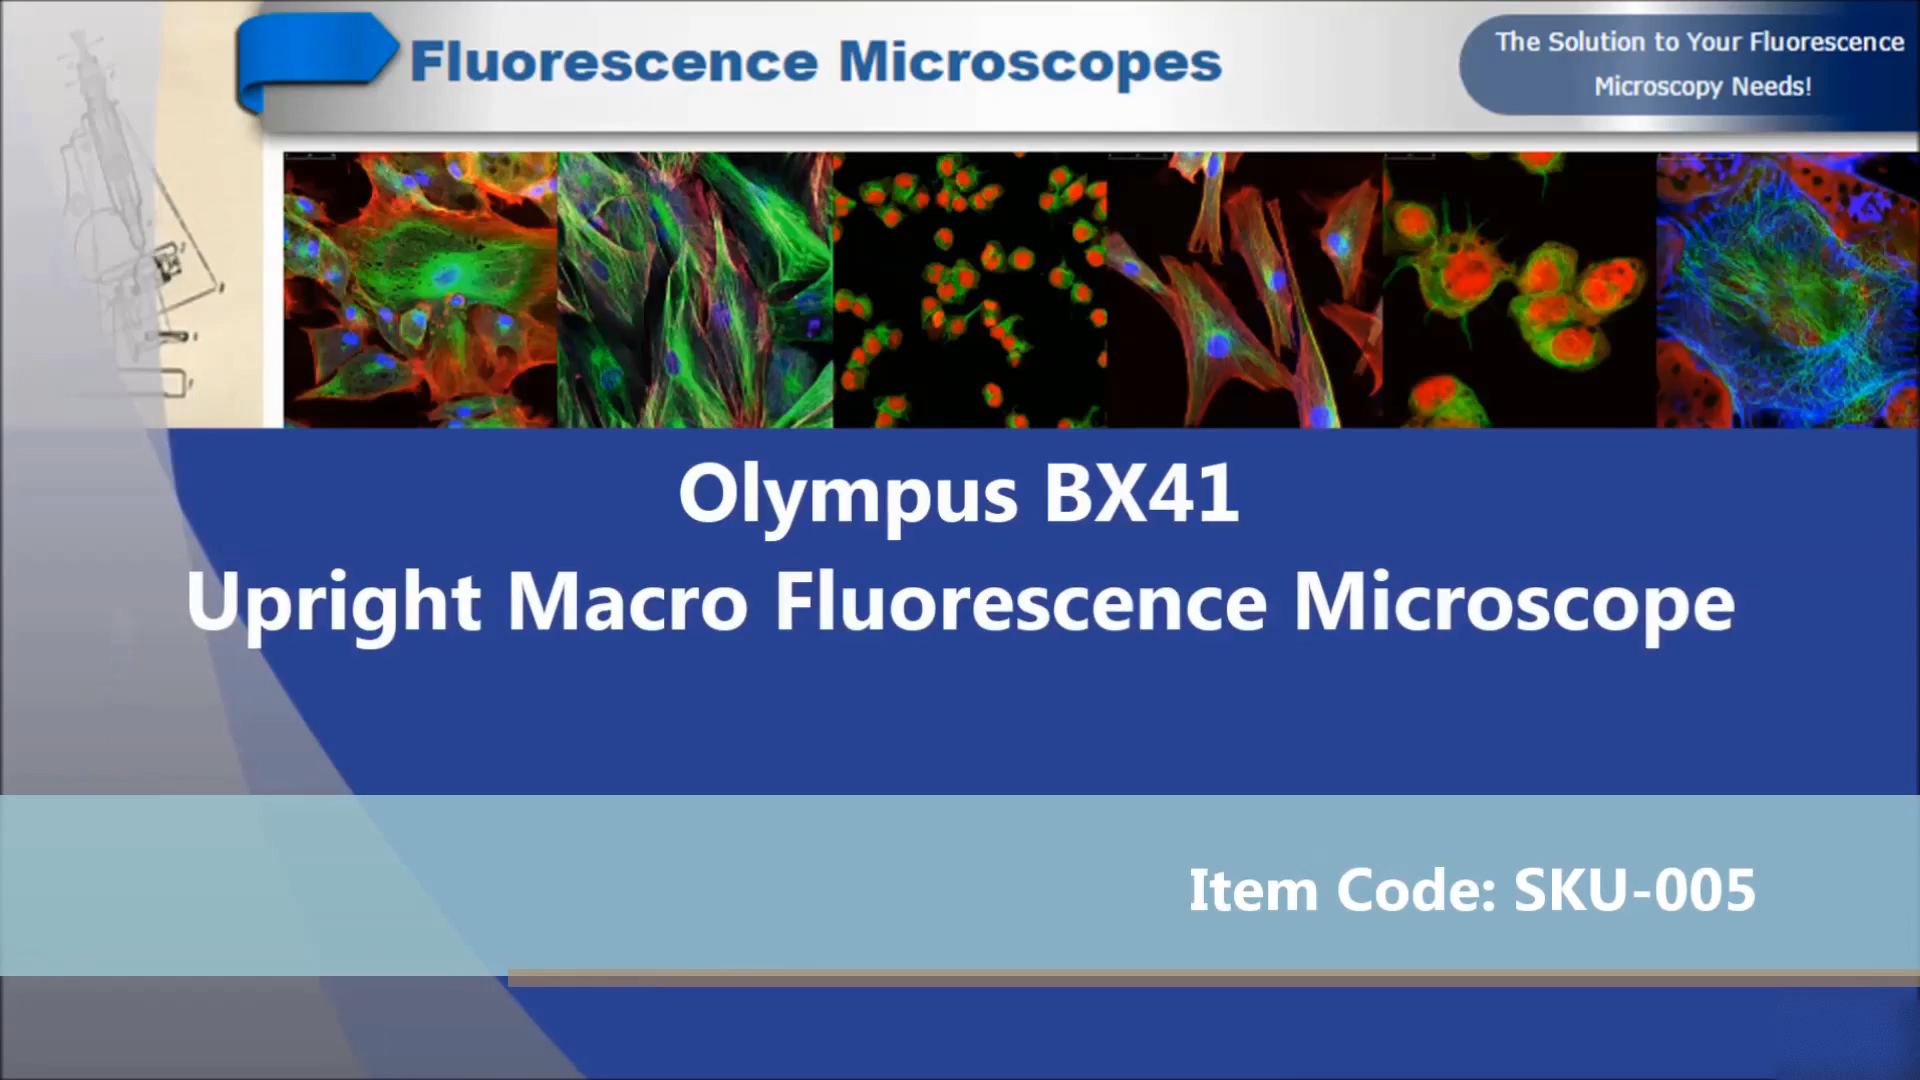 Fluorescence Microscopes
The Solution to Your Fluorescence
Microscopy Needs!
Olympus BX41
Upright Macro Fluorescence Microscope
Item Code: SKU-005